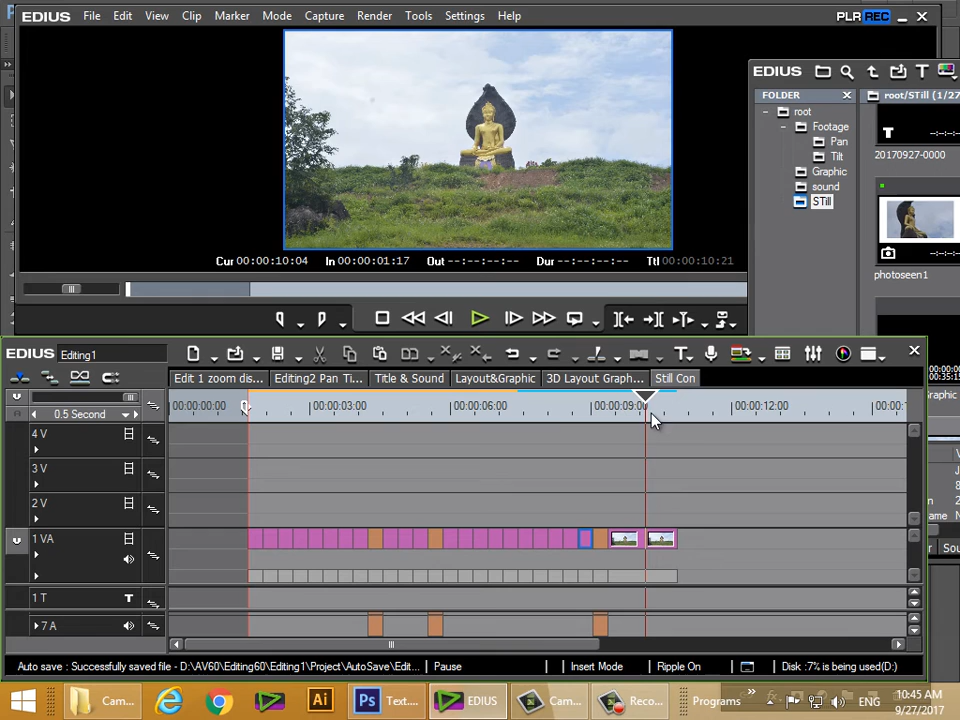 EDIUS File Edit View Clip Marker Mode Capture Render Tools Settings Help PLR REC
Cur 00:00:10:04 In 00:00:01:17 Out --:--:--:-- Dur --:--:--:-- Ttl 00:00:10:21
EDIUS
FOLDER
root/STill (1/27
root
Footage
Pan
Tilt
Graphic
sound
STill
T --:--:-
20170927-0000
--:--:-
photoseen1
EDIUS Editing1
Edit 1 zoom dis... Editing2 Pan Ti... Title & Sound Layout&Graphic 3D Layout Graph... Still Con
0.5 Second
00:00:00:00 00:00:03:00 00:00:06:00 00:00:09:00 00:00:12:00
4 V
3 V
2 V
1 VA
1 T T
7 A
Auto save : Successfully saved file - D:\AV60\Editing60\Editing1\Project\AutoSave\Edit... Pause Insert Mode Ripple On Disk :7% is being used(D:)
Cam... Ai Ps Text... EDIUS Cam... Reco... Programs ENG
10:45 AM
9/27/2017